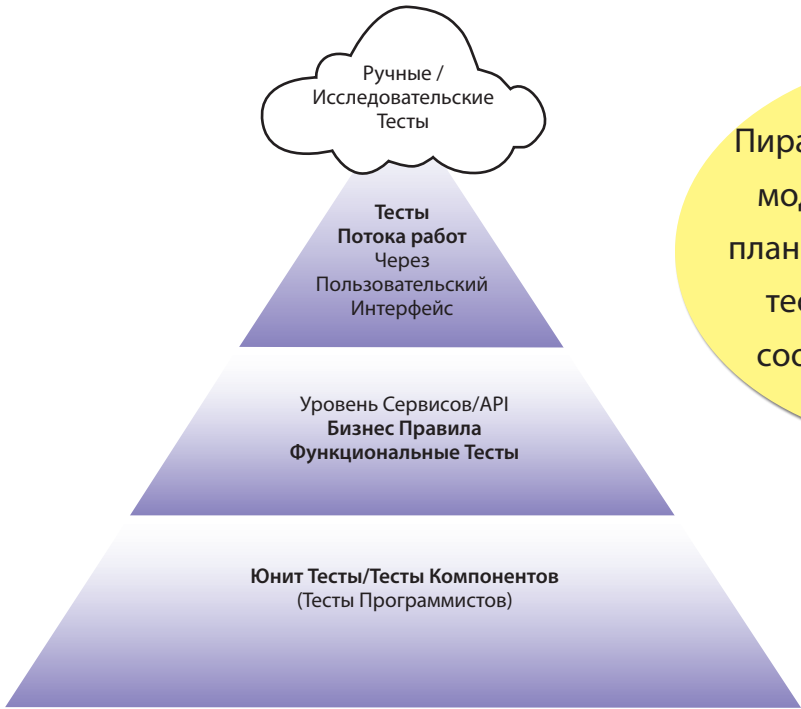 Ручные /
Исследовательские
Тесты
Тесты
Потока работ
Через
Пользовательский
Интерфейс
Уровень Сервисов/API
Бизнес Правила
Функциональные Тесты
Юнит Тесты/Тесты Компонентов
(Тесты Программистов)